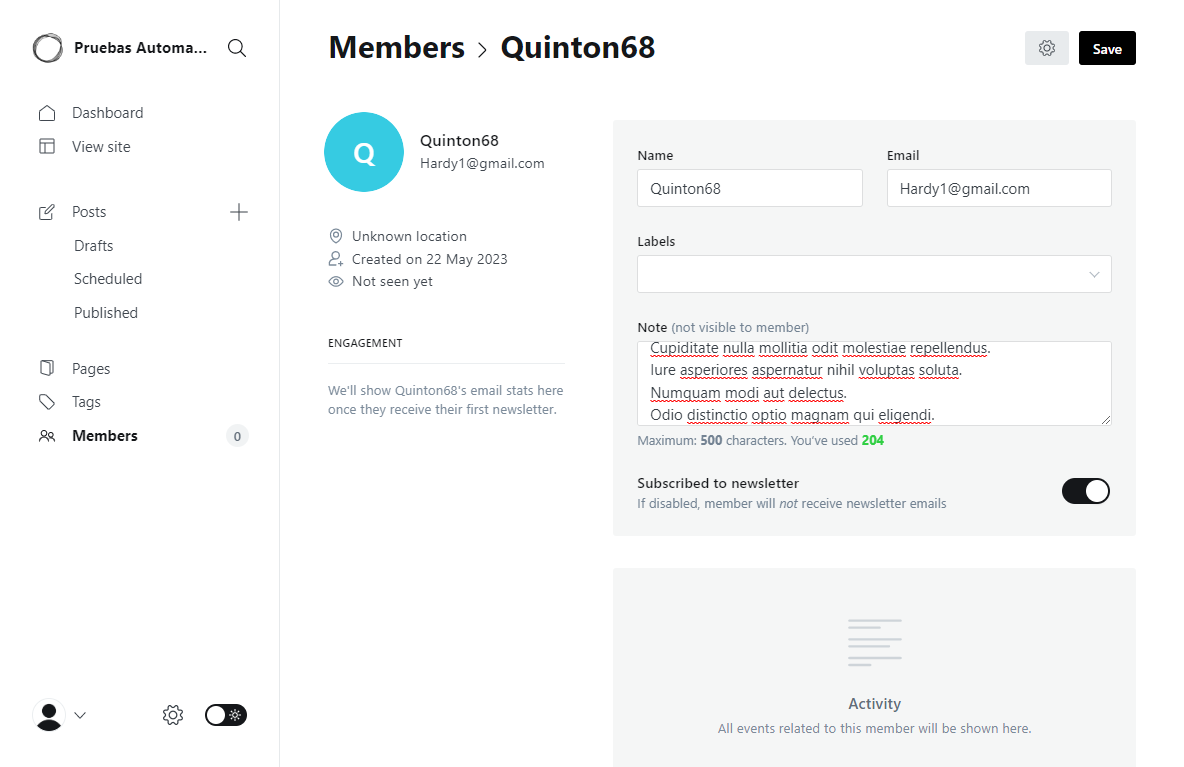 Pruebas Automa...
Dashboard
View site
Posts
Drafts
Scheduled
Published
Pages
Tags
Members
0
Members > Quinton68
Save
Q
Quinton68
Hardy1@gmail.com
Unknown location
Created on 22 May 2023
Not seen yet
ENGAGEMENT
We'll show Quinton68's email stats here
once they receive their first newsletter.
Name
Email
Quinton68
Hardy1@gmail.com
Labels
Note (not visible to member)
Cupiditate nulla mollitia odit molestiae repellendus.
Iure asperiores aspernatur nihil voluptas soluta.
Numquam modi aut delectus.
Odio distinctio optio magnam qui eligendi.
Maximum: 500 characters. You've used 204
Subscribed to newsletter
If disabled, member will not receive newsletter emails
Activity
All events related to this member will be shown here.